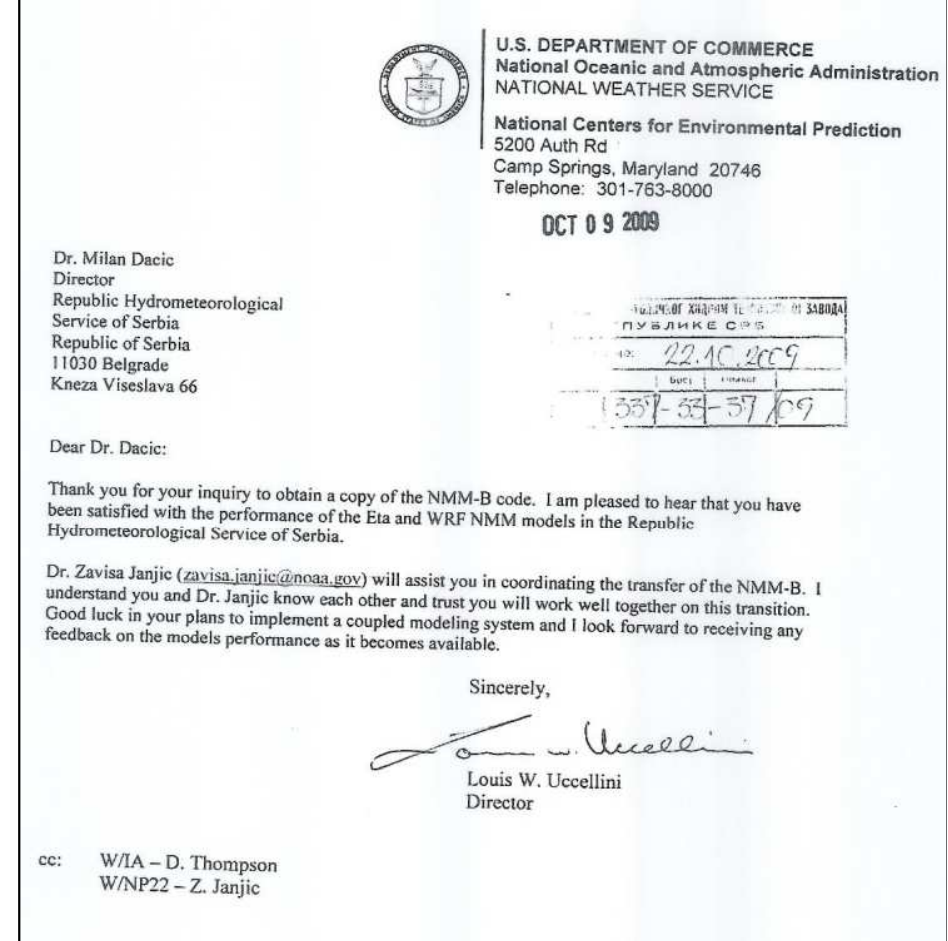 U.S. DEPARTMENT OF COMMERCE
National Oceanic and Atmospheric Administration
NATIONAL WEATHER SERVICE
National Centers for Environmental Prediction
5200 Auth Rd
Camp Springs, Maryland 20746
Telephone: 301-763-8000
OCT 09 2009
Dr. Milan Dacic
Director
Republic Hydrometeorological
Service of Serbia
Republic of Serbia
11030 Belgrade
Kneza Viseslava 66
ЗАВОДА
22.10.2009
337-53-37/09
Dear Dr. Dacic:
Thank you for your inquiry to obtain a copy of the NMM-B code. I am pleased to hear that you have
been satisfied with the performance of the Eta and WRF NMM models in the Republic
Hydrometeorological Service of Serbia.
Dr. Zavisa Janjic (zavisa.janjic@noaa.gov) will assist you in coordinating the transfer of the NMM-B. I
understand you and Dr. Janjic know each other and trust you will work well together on this transition.
Good luck in your plans to implement a coupled modeling system and I look forward to receiving any
feedback on the models performance as it becomes available.
Sincerely,
Louis W. Uccellini
Director
cc: W/IA – D. Thompson
W/NP22 – Z. Janjic